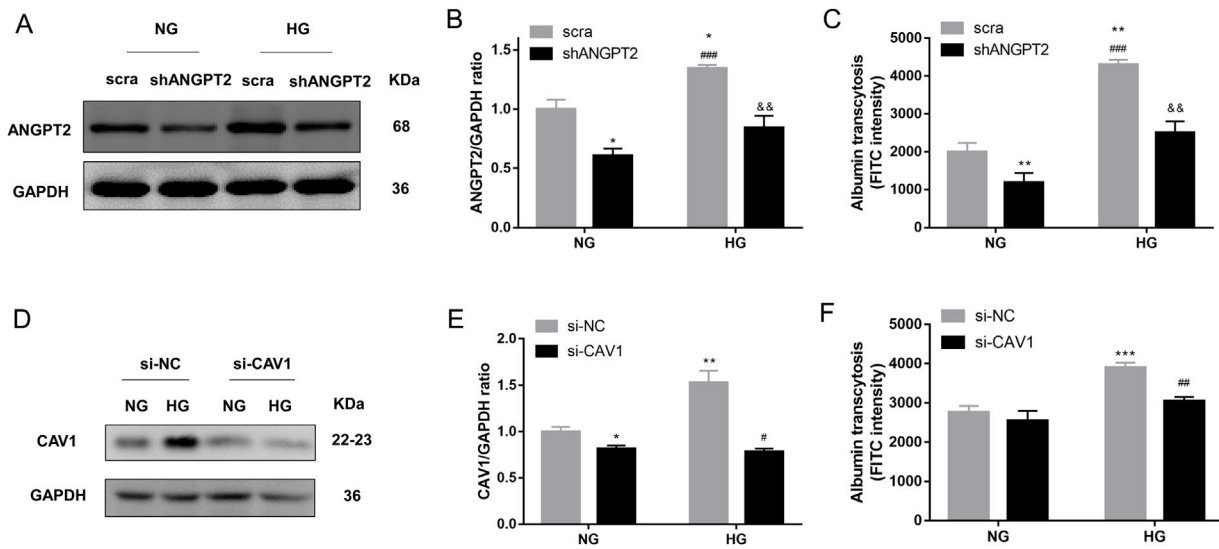 A
NG HG
scra shANGPT2 scra shANGPT2 KDa
ANGPT2 68
GAPDH 36
B
scra
shANGPT2
ANGPT2/GAPDH ratio
1.5
1.0
0.5
0.0
*
*
###
&&
NG HG
C
scra
shANGPT2
Albumin transcytosis
(FITC intensity)
5000
4000
3000
2000
1000
0
**
**
###
&&
NG HG
D
si-NC si-CAV1
NG HG NG HG KDa
CAV1 22-23
GAPDH 36
E
si-NC
si-CAV1
CAV1/GAPDH ratio
2.0
1.5
1.0
0.5
0.0
*
**
#
NG HG
F
si-NC
si-CAV1
Albumin transcytosis
(FITC intensity)
5000
4000
3000
2000
1000
0
***
##
NG HG